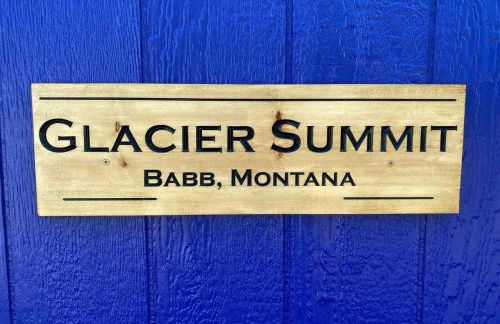 GLACIER SUMMIT
BABB, MONTANA